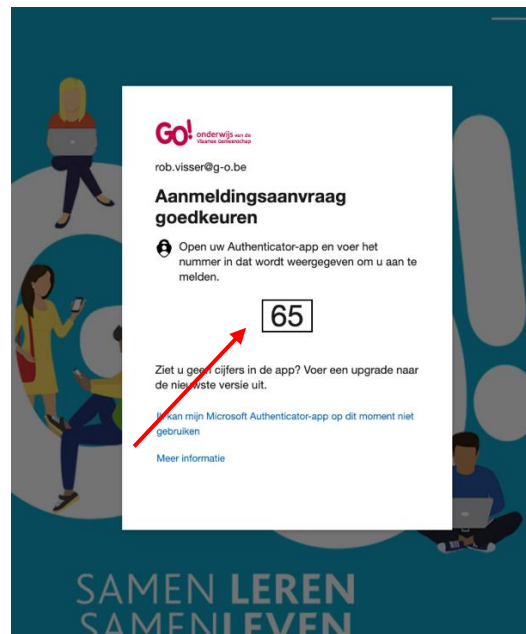 GO! onderwijs van de
Vlaamse Gemeenschap
rob.visser@g-o.be
Aanmeldingsaanvraag
goedkeuren
Open uw Authenticator-app en voer het
nummer in dat wordt weergegeven om u aan te
melden.
65
Ziet u geen cijfers in de app? Voer een upgrade naar
de nieuwste versie uit.
Ik kan mijn Microsoft Authenticator-app op dit moment niet
gebruiken
Meer informatie
SAMEN LEREN
SAMENLEVEN